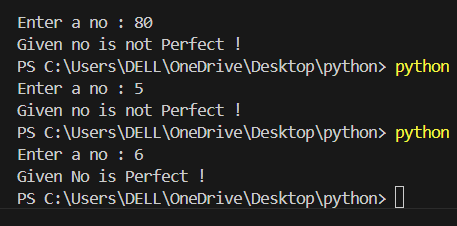 Enter a no : 80
Given no is not Perfect !
PS C:\Users\DELL\OneDrive\Desktop\python> python
Enter a no : 5
Given no is not Perfect !
PS C:\Users\DELL\OneDrive\Desktop\python> python
Enter a no : 6
Given No is Perfect !
PS C:\Users\DELL\OneDrive\Desktop\python>